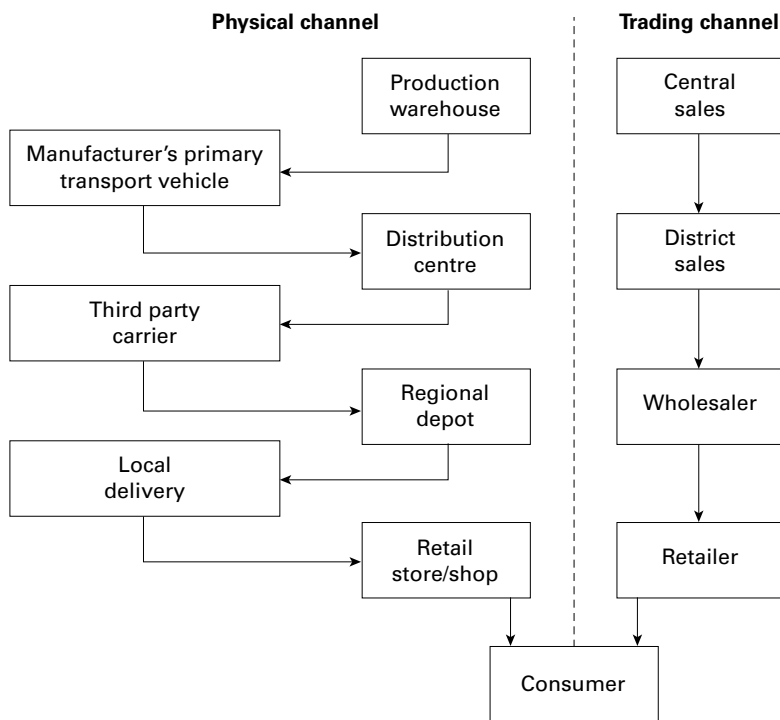 Physical channel
Trading channel
Production
warehouse
Central
sales
Manufacturer's primary
transport vehicle
Distribution
centre
District
sales
Third party
carrier
Regional
depot
Wholesaler
Local
delivery
Retail
store/shop
Retailer
Consumer